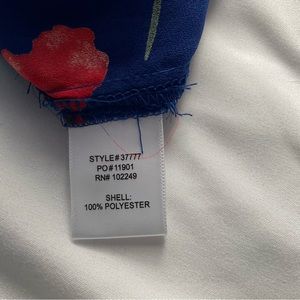 STYLE# 37777
PO# 11901
RN# 102249
SHELL:
100% POLYESTER